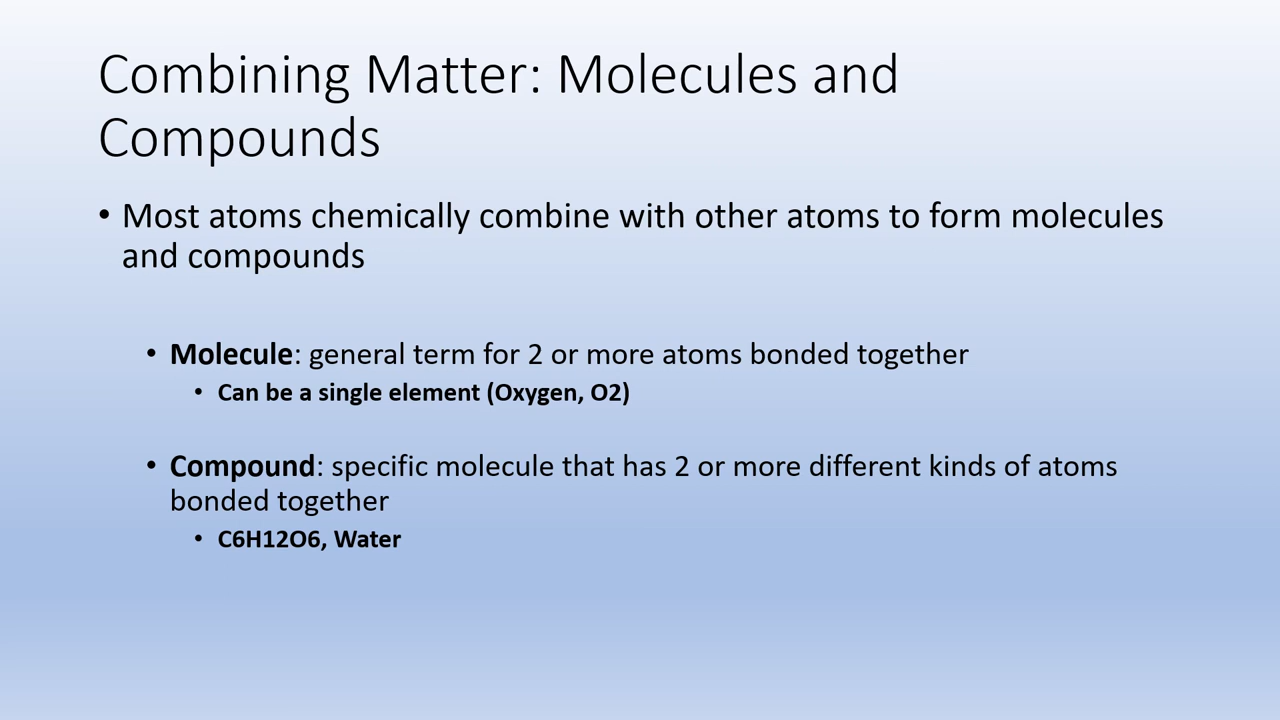 Combining Matter: Molecules and
Compounds
• Most atoms chemically combine with other atoms to form molecules
and compounds
• Molecule: general term for 2 or more atoms bonded together
• Can be a single element (Oxygen, O2)
• Compound: specific molecule that has 2 or more different kinds of atoms
bonded together
• C6H12O6, Water